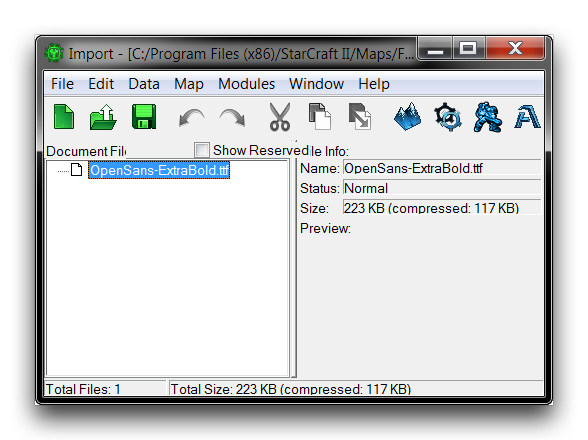 Import - [C:/Program Files (x86)/StarCraft II/Maps/F...
File Edit Data Map Modules Window Help
Document File Show Reserved le Info:
OpenSans-ExtraBold.ttf
Name: OpenSans-ExtraBold.ttf
Status: Normal
Size: 223 KB (compressed: 117 KB)
Preview:
Total Files: 1 Total Size: 223 KB (compressed: 117 KB)